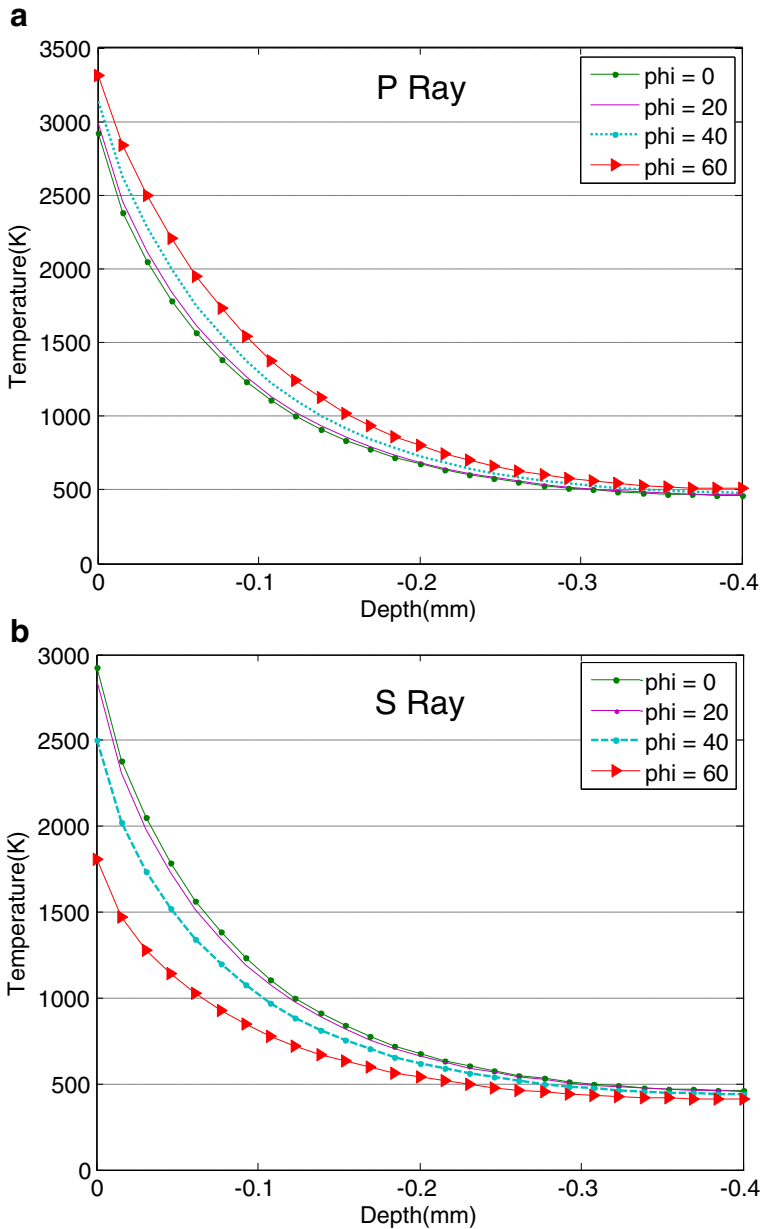 a
3500
3000
2500
2000
1500
1000
500
0
Temperature(K)
P Ray
phi = 0
phi = 20
phi = 40
phi = 60
0
-0.1
-0.2
-0.3
-0.4
Depth(mm)
b
3000
2500
2000
1500
1000
500
0
Temperature(K)
S Ray
phi = 0
phi = 20
phi = 40
phi = 60
0
-0.1
-0.2
-0.3
-0.4
Depth(mm)